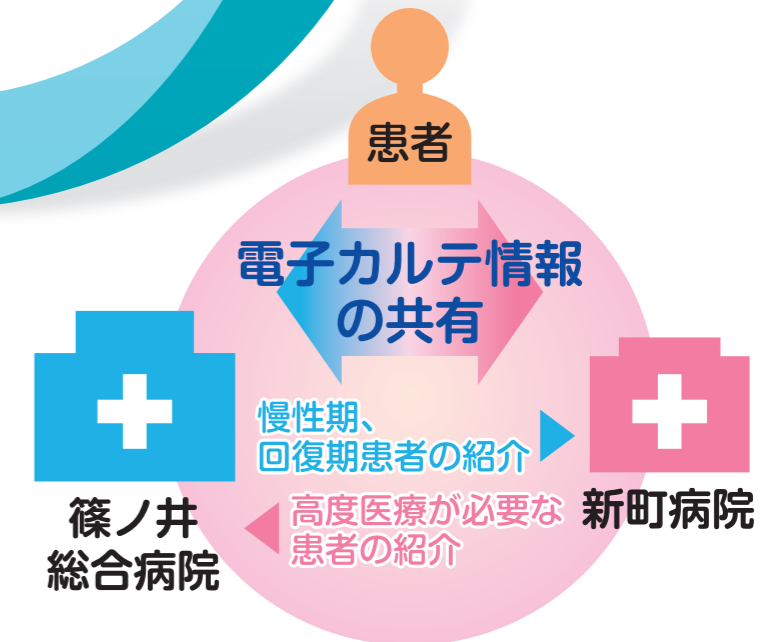 患者
電子カルテ情報
の共有
慢性期、
回復期患者の紹介
高度医療が必要な
患者の紹介
篠ノ井
総合病院
新町病院